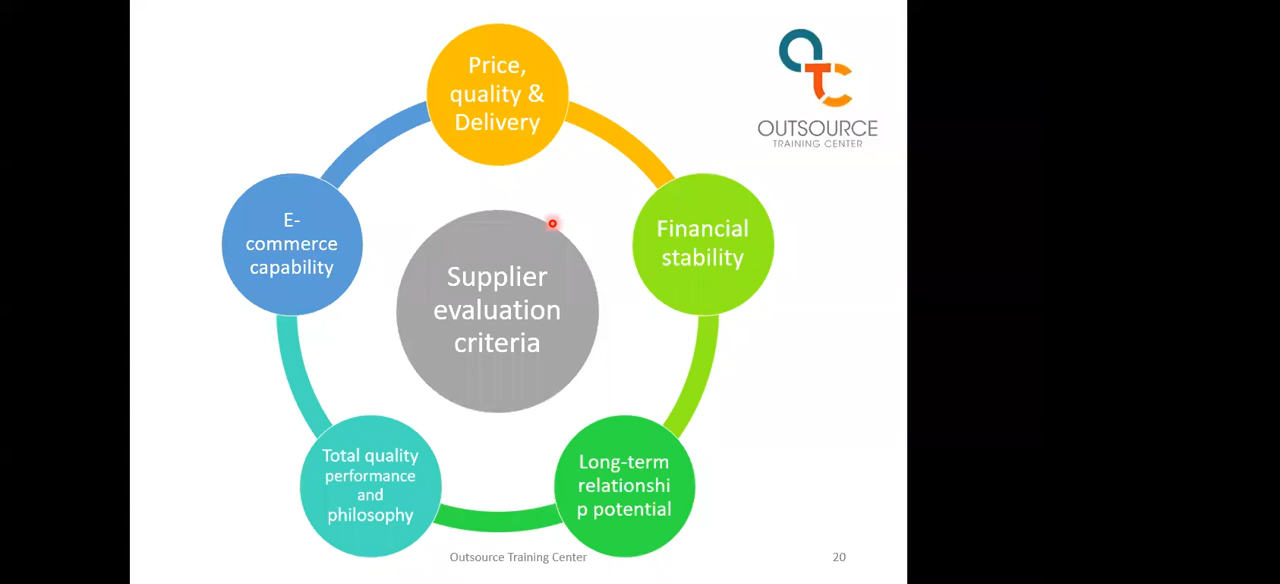 Price,
quality &
Delivery
OUTSOURCE
TRAINING CENTER
E-
commerce
capability
Financial
stability
Supplier
evaluation
criteria
Total quality
performance
and
philosophy
Long-term
relationshi
p potential
Outsource Training Center
20